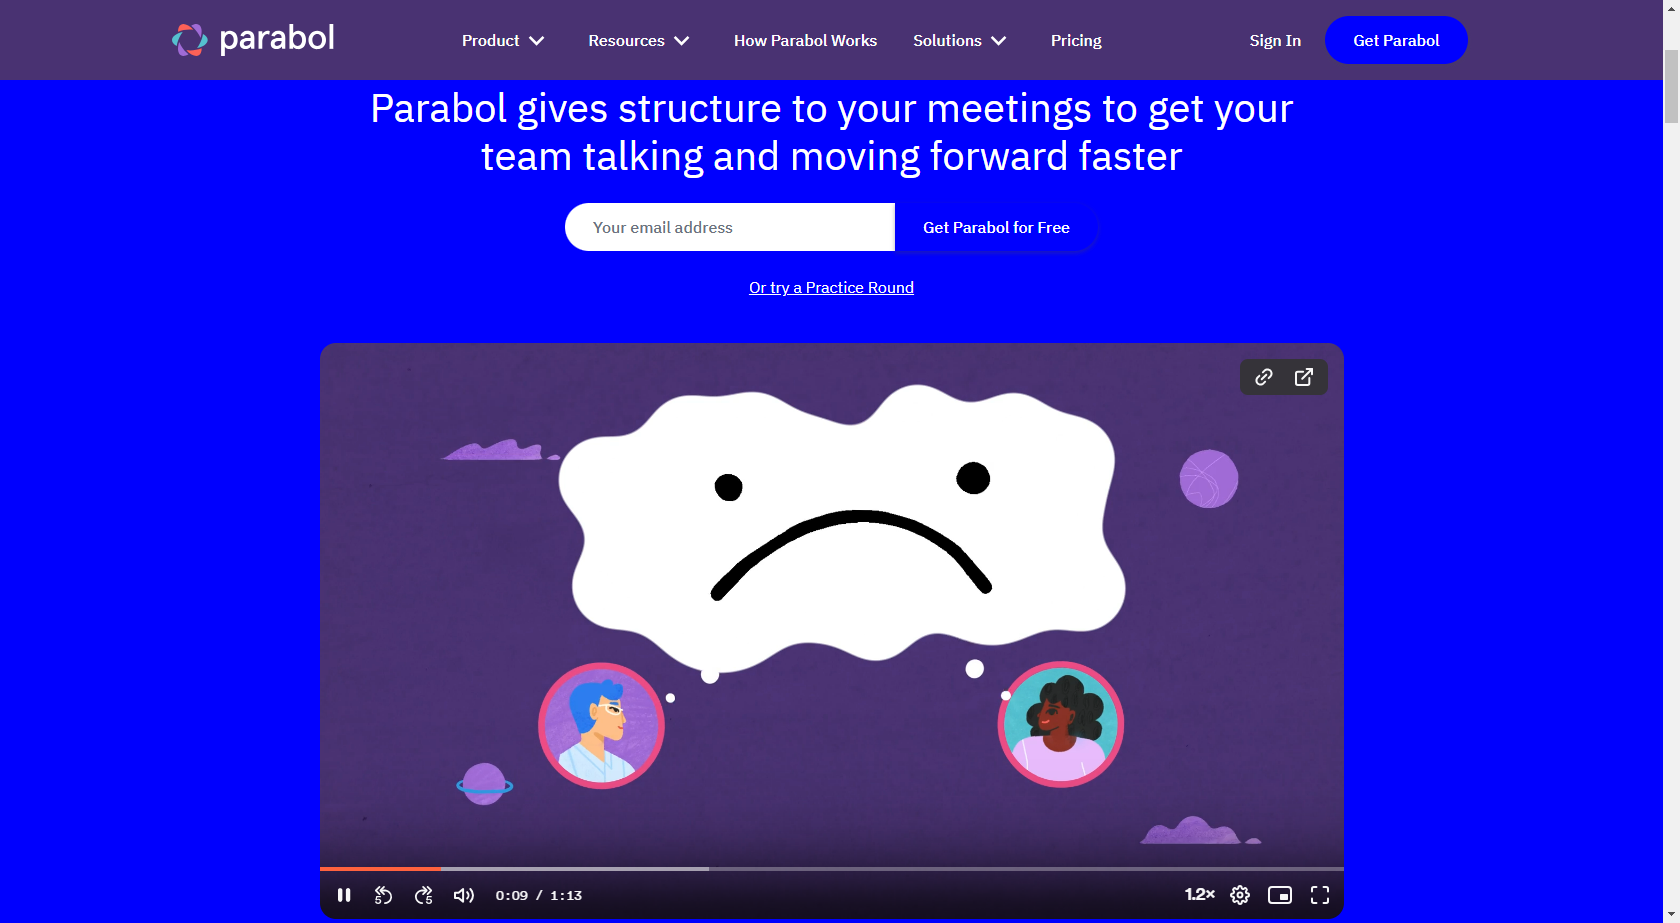 parabol
Product
Resources
How Parabol Works
Solutions
Pricing
Sign In
Get Parabol
Parabol gives structure to your meetings to get your
team talking and moving forward faster
Your email address
Get Parabol for Free
Or try a Practice Round
5
5
0:09 / 1:13
1.2×